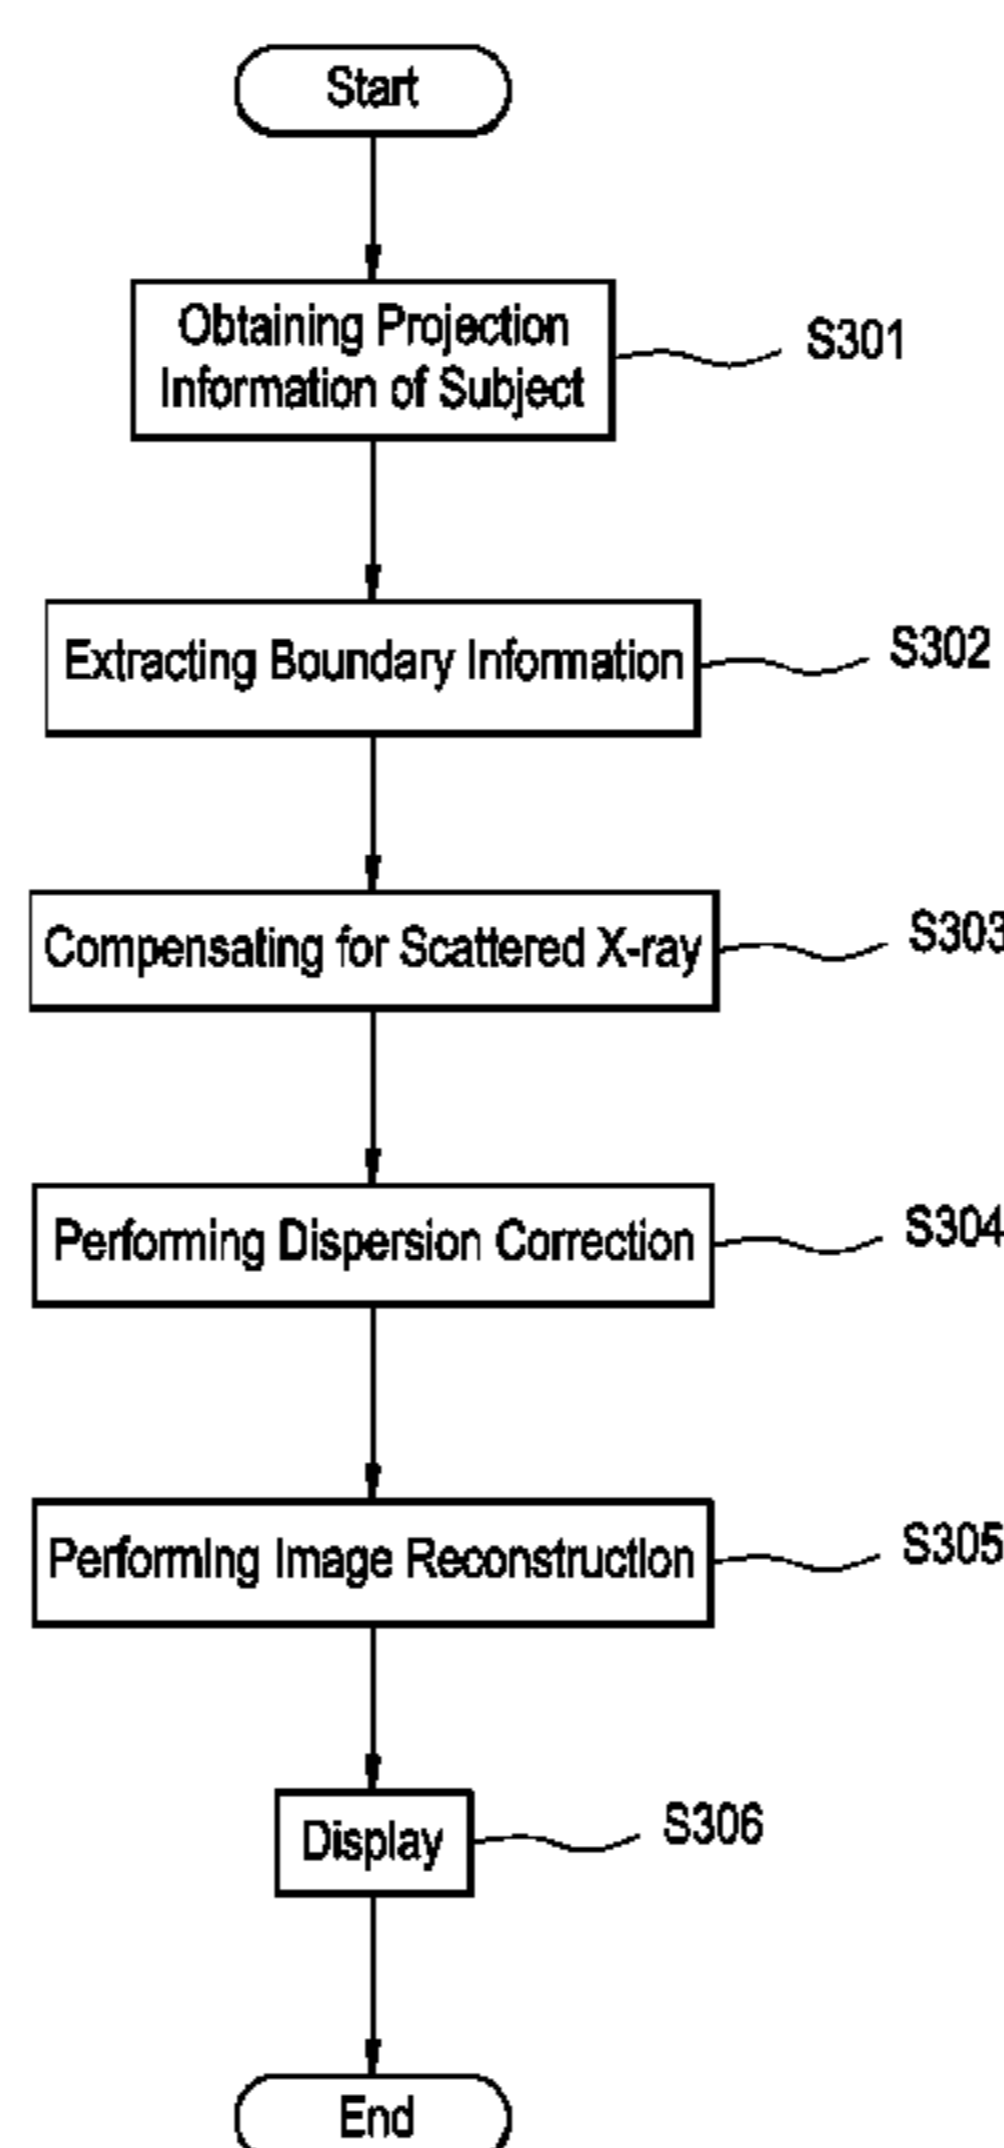 Start
Obtaining Projection
Information of Subject
S301
Extracting Boundary Information
S302
Compensating for Scattered X-ray
S303
Performing Dispersion Correction
S304
Performing Image Reconstruction
S305
Display
S306
End